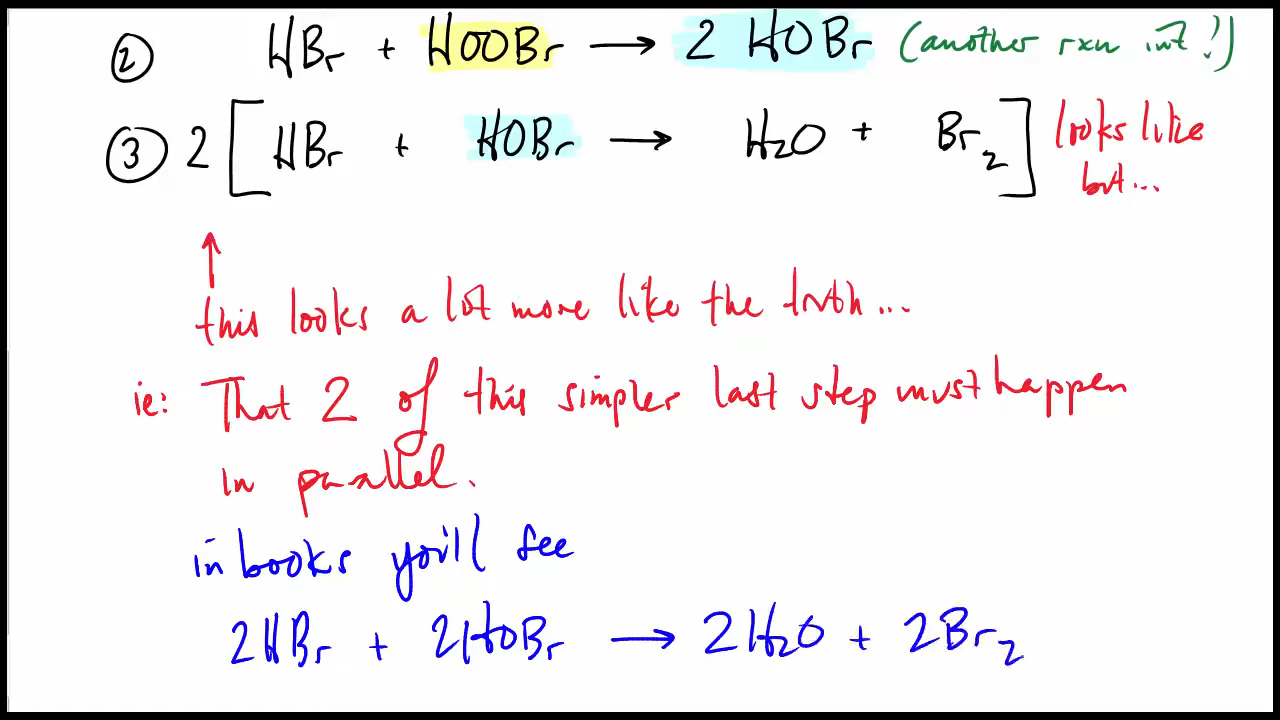 ② HBr + HOOBr → 2 HOBr (another rxn int!)
③ 2 [HBr + HOBr → H₂O + Br₂] looks like
but...
↑
this looks a lot more like the truth...
ie: That 2 of this simpler last step must happen
in parallel.
in books you'll see
2HBr + 2HOBr → 2H₂O + 2Br₂